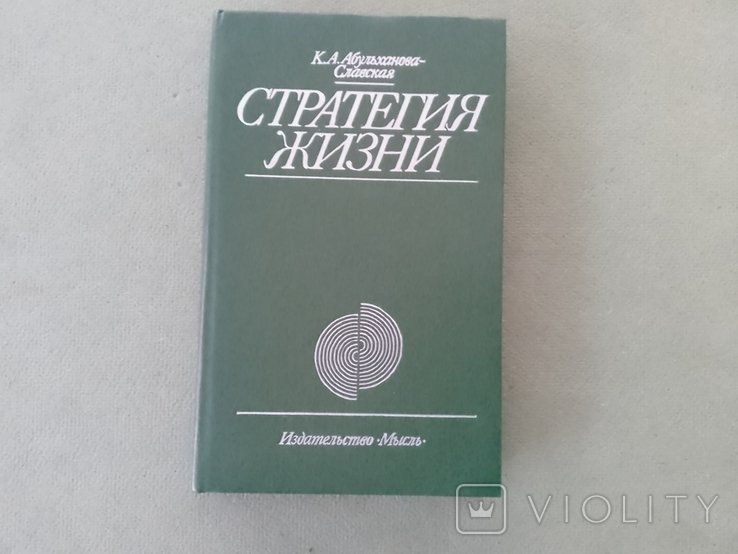 К.А.Абульханова-
Славская
СТРАТЕГИЯ
ЖИЗНИ
Издательство •Мысль•
VIOLITY